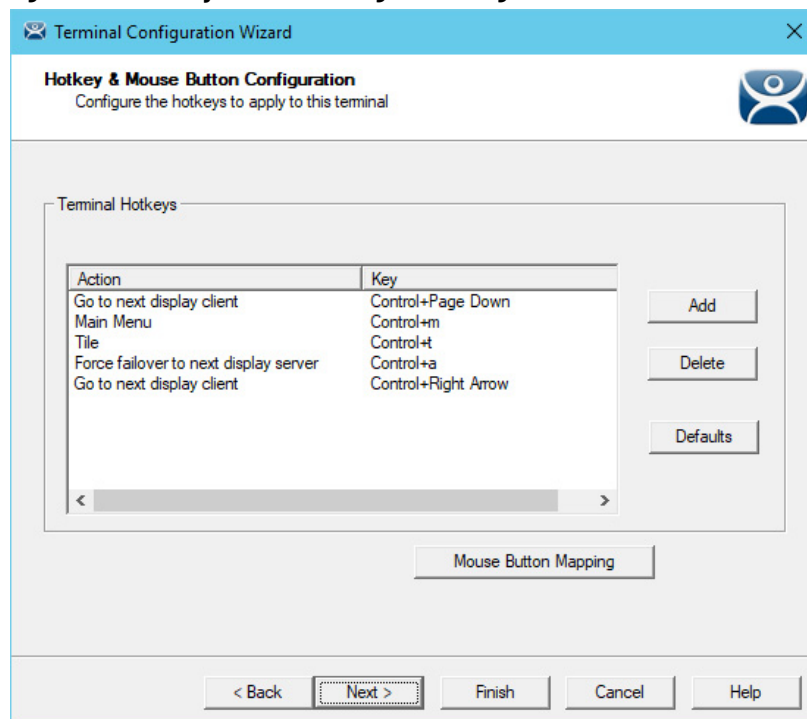 Terminal Configuration Wizard
Hotkey & Mouse Button Configuration
Configure the hotkeys to apply to this terminal
Terminal Hotkeys
Action Key
Go to next display client Control+Page Down
Main Menu Control+m
Tile Control+t
Force failover to next display server Control+a
Go to next display client Control+Right Arrow
Add
Delete
Defaults
Mouse Button Mapping
< Back Next > Finish Cancel Help